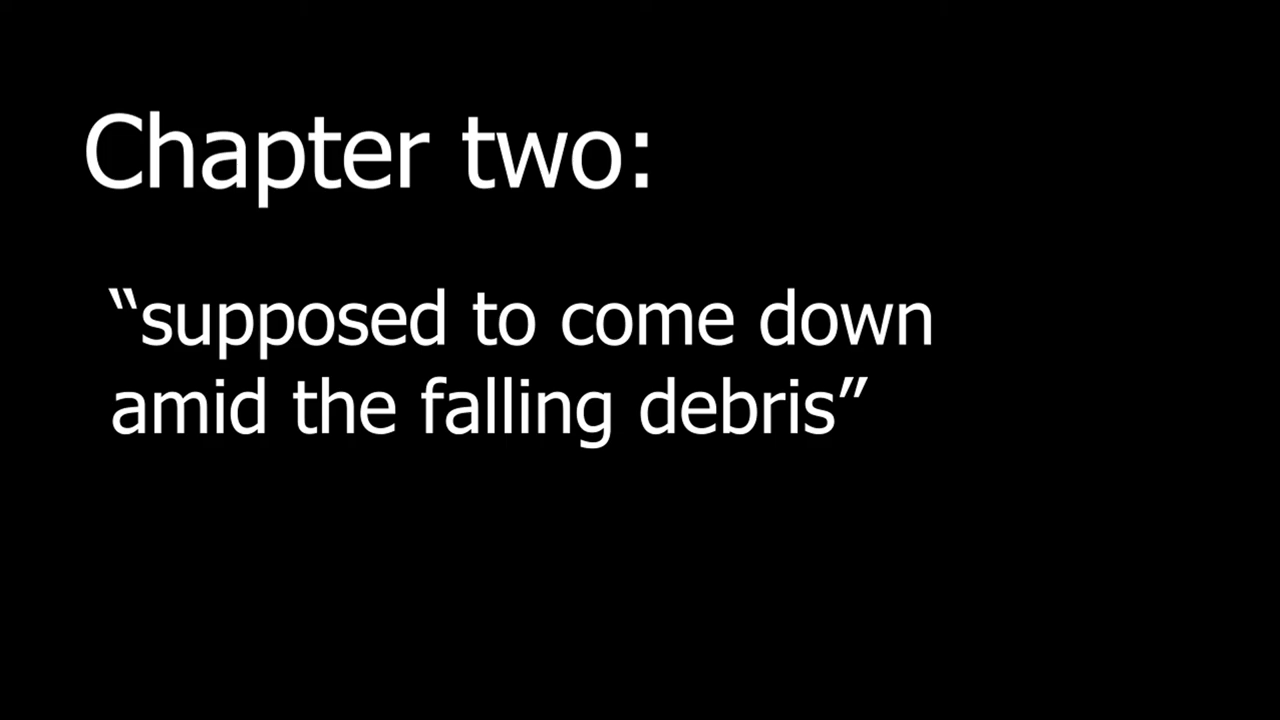 Chapter two:
“supposed to come down
amid the falling debris”